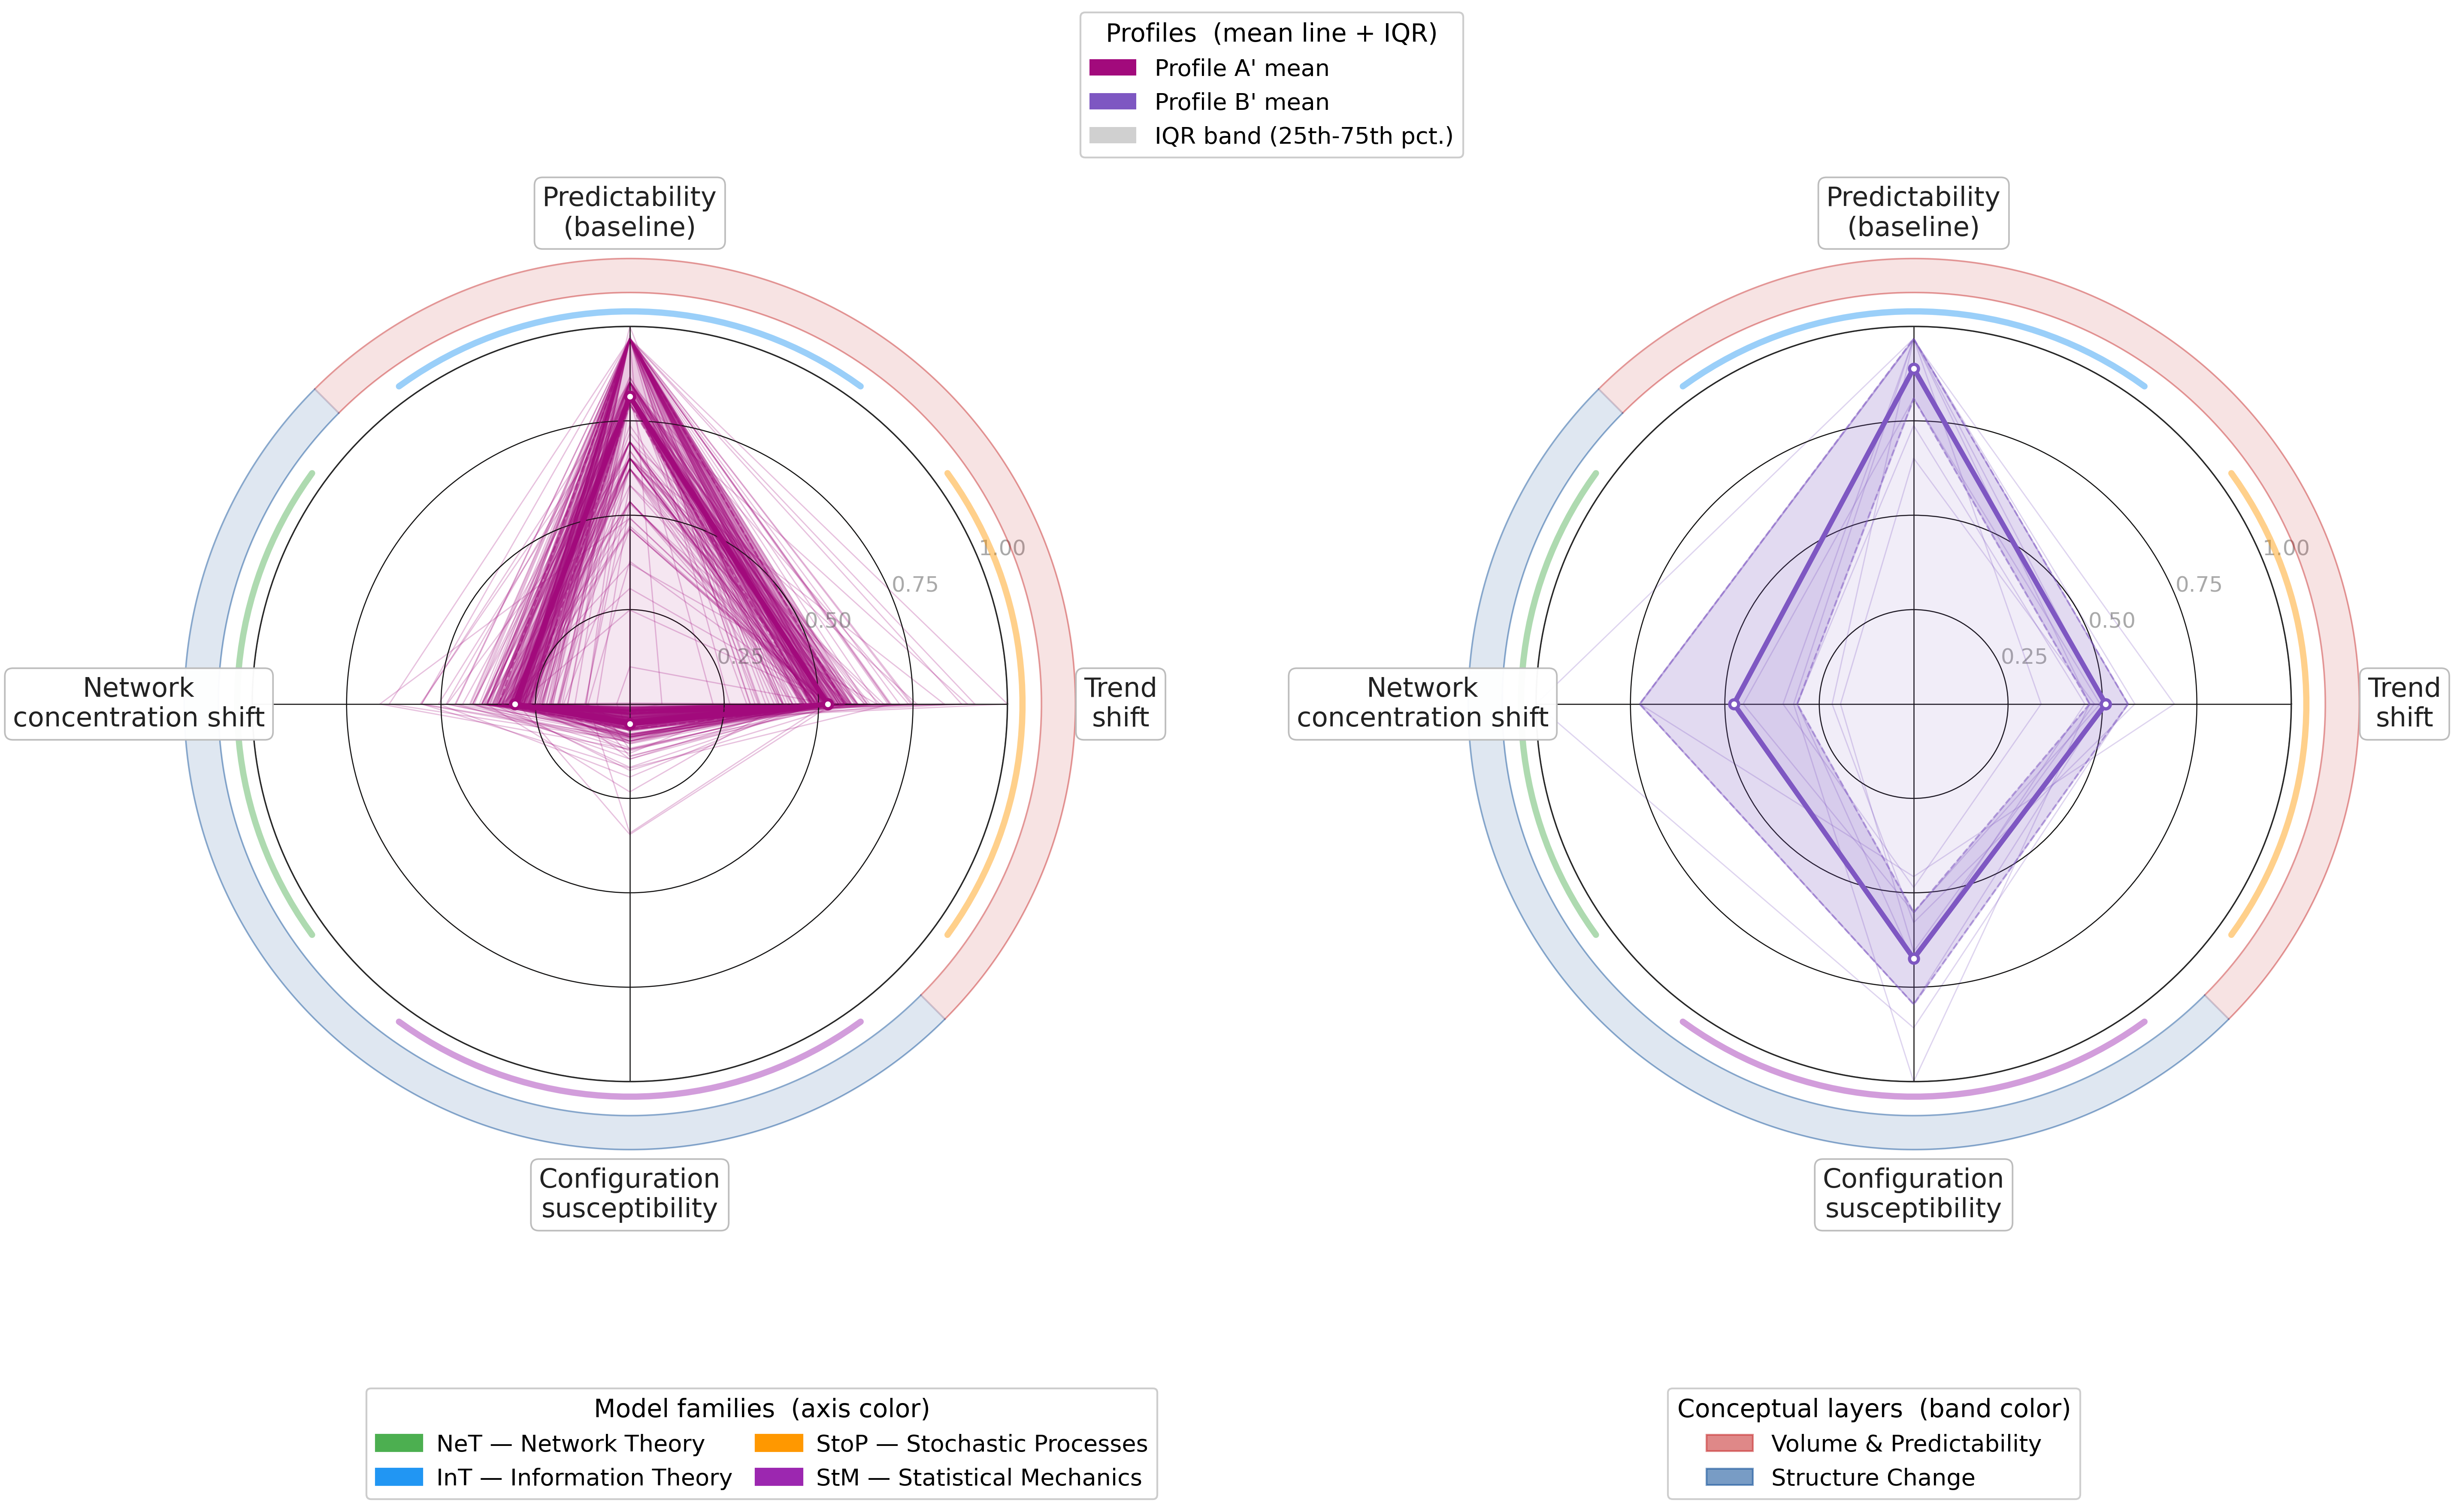 Profiles  (mean line + IQR)
Profile A' mean
Profile B' mean
IQR band (25th-75th pct.)
Predictability
(baseline)
1.00
0.75
0.50
0.25
Network
concentration shift
Trend
shift
Configuration
susceptibility
Predictability
(baseline)
1.00
0.75
0.50
0.25
Network
concentration shift
Trend
shift
Configuration
susceptibility
Model families  (axis color)
NeT — Network Theory
InT — Information Theory
StoP — Stochastic Processes
StM — Statistical Mechanics
Conceptual layers  (band color)
Volume & Predictability
Structure Change